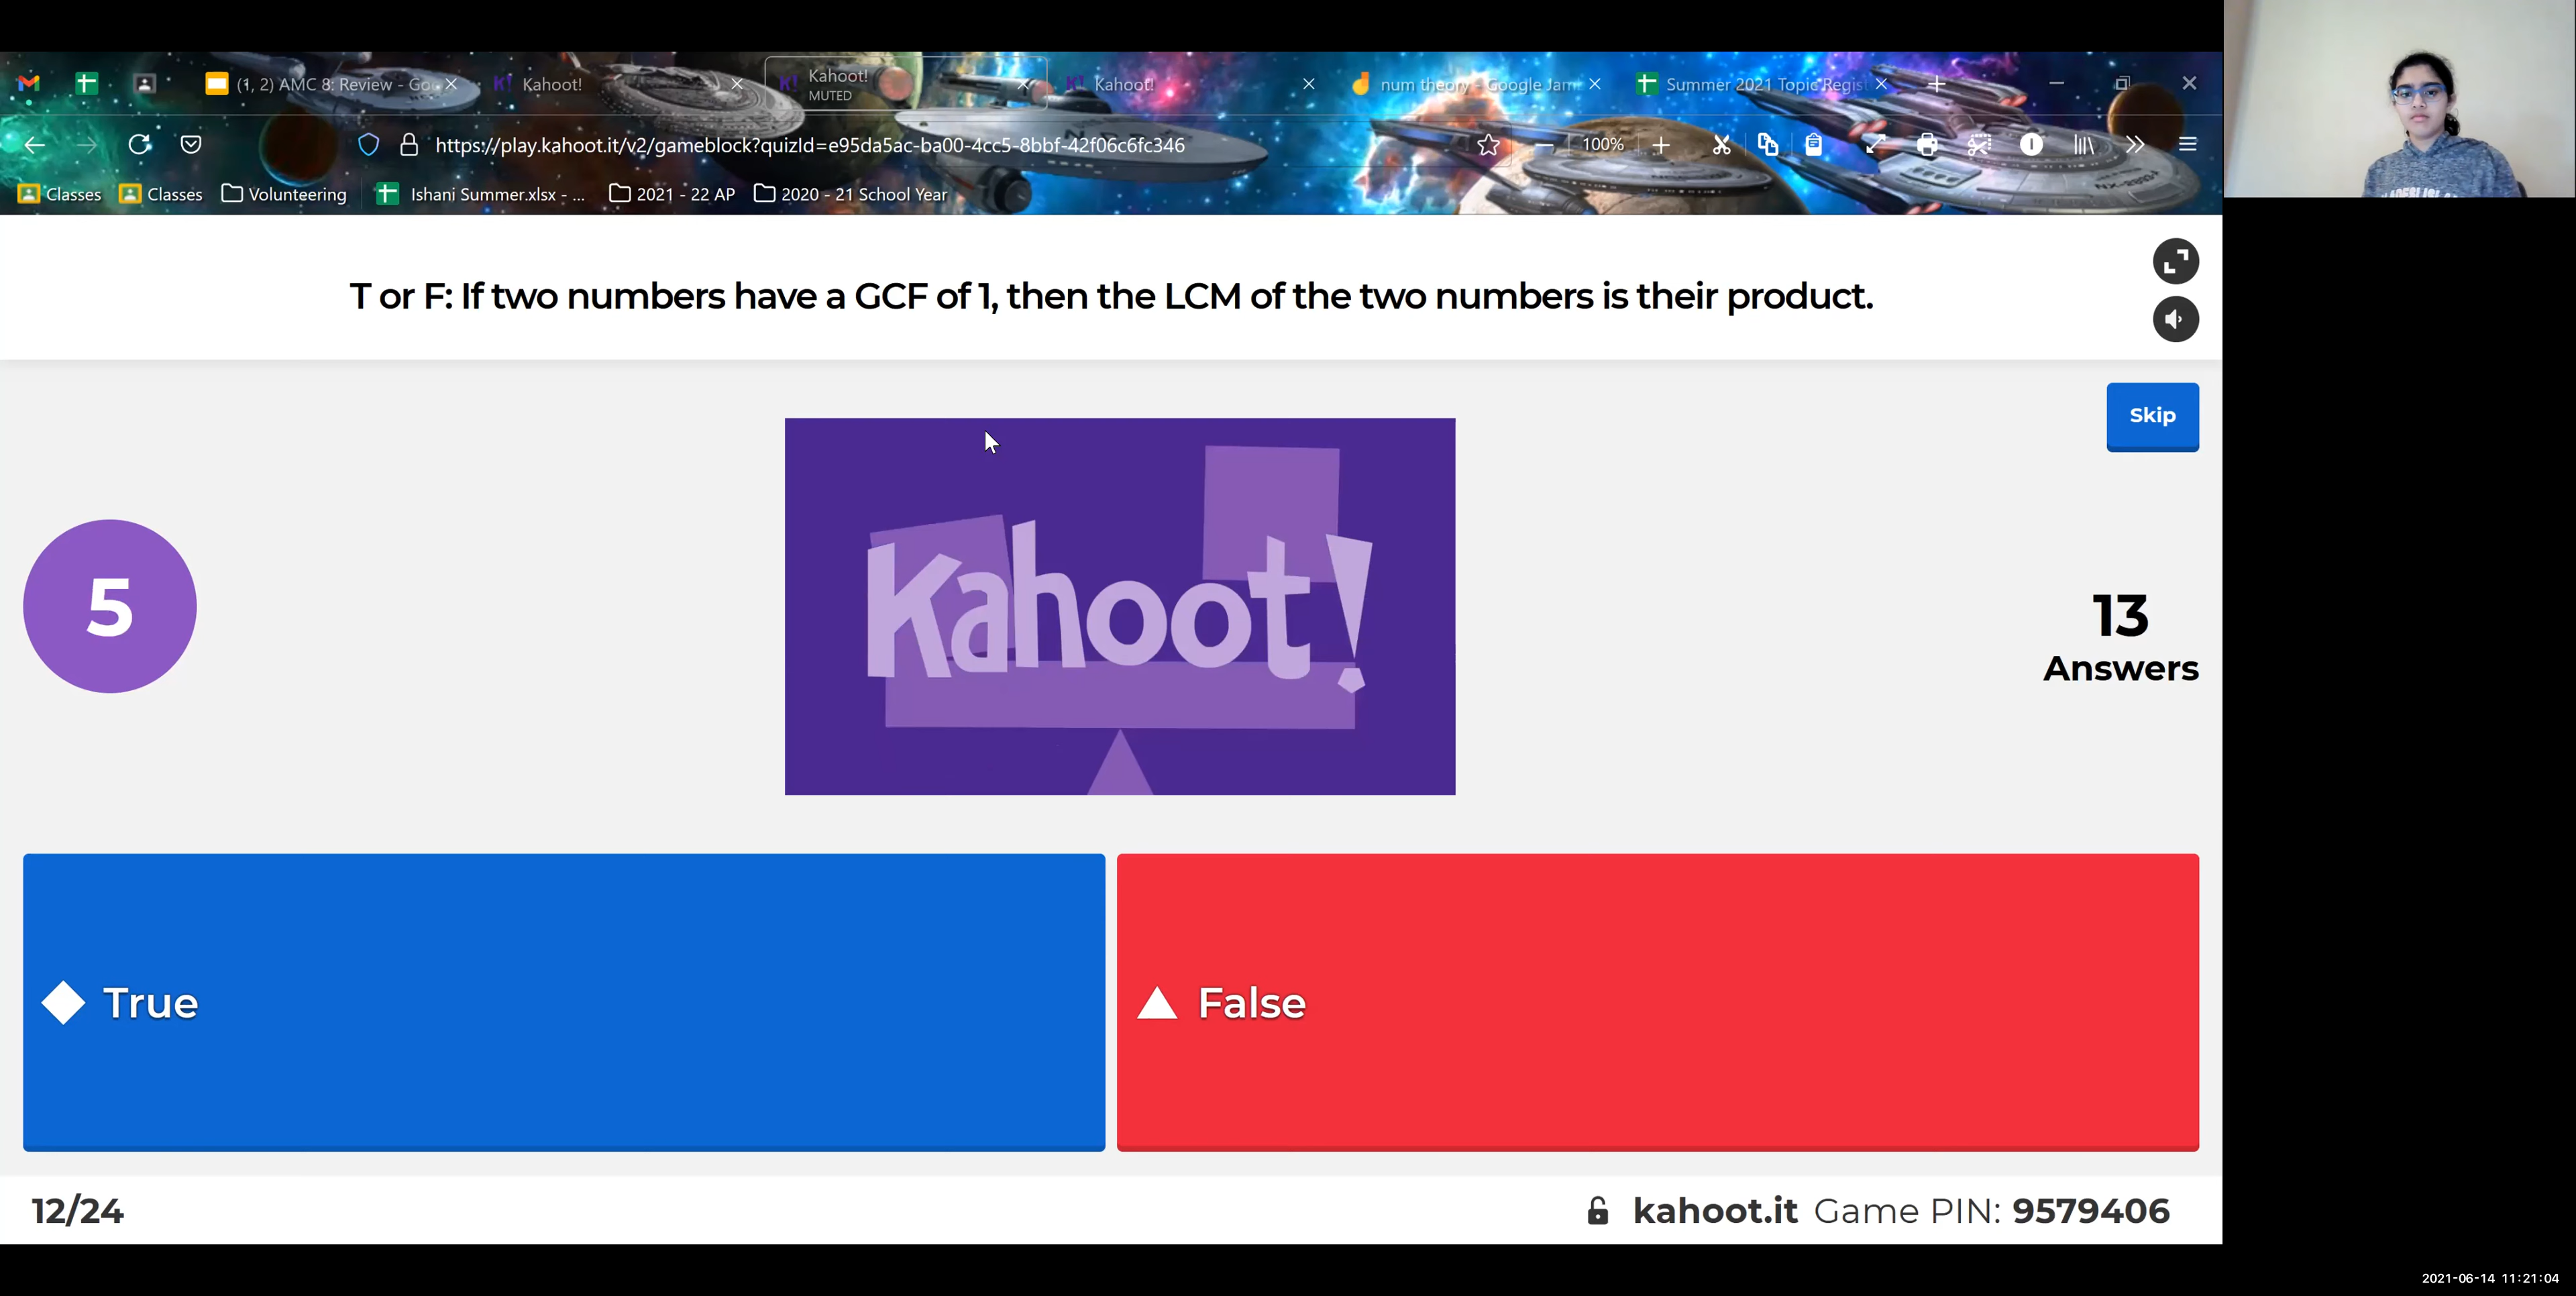 (1, 2) AMC 8: Review - Goo
Kahoot!
Kahoot!
MUTED
Kahoot!
num theory - Google Jam
Summer 2021 Topic Regist
https://play.kahoot.it/v2/gameblock?quizId=e95da5ac-ba00-4cc5-8bbf-42f06c6fc346
100%
Classes
Classes
Volunteering
Ishani Summer.xlsx - ...
2021 - 22 AP
2020 - 21 School Year
T or F: If two numbers have a GCF of 1, then the LCM of the two numbers is their product.
Skip
5
Kahoot!
13
Answers
True
False
12/24
kahoot.it Game PIN: 9579406
2021-06-14 11:21:04